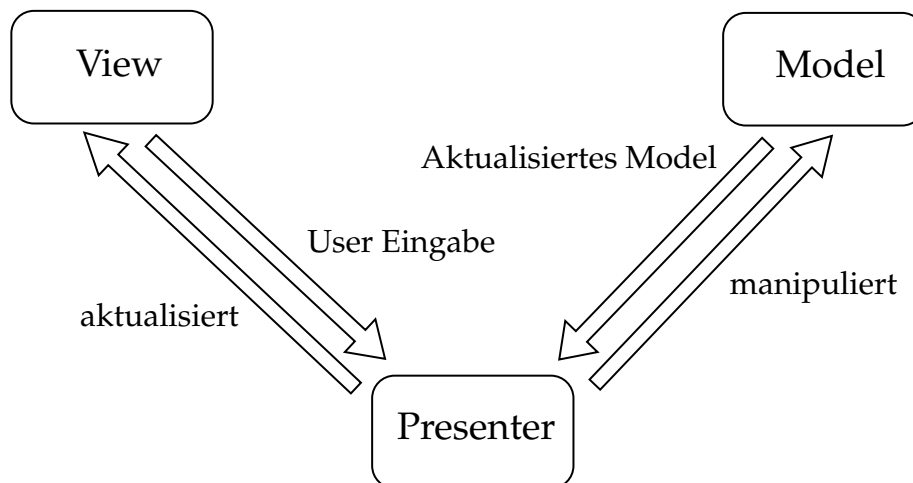 View
Model
Aktualisiertes Model
User Eingabe
manipuliert
aktualisiert
Presenter